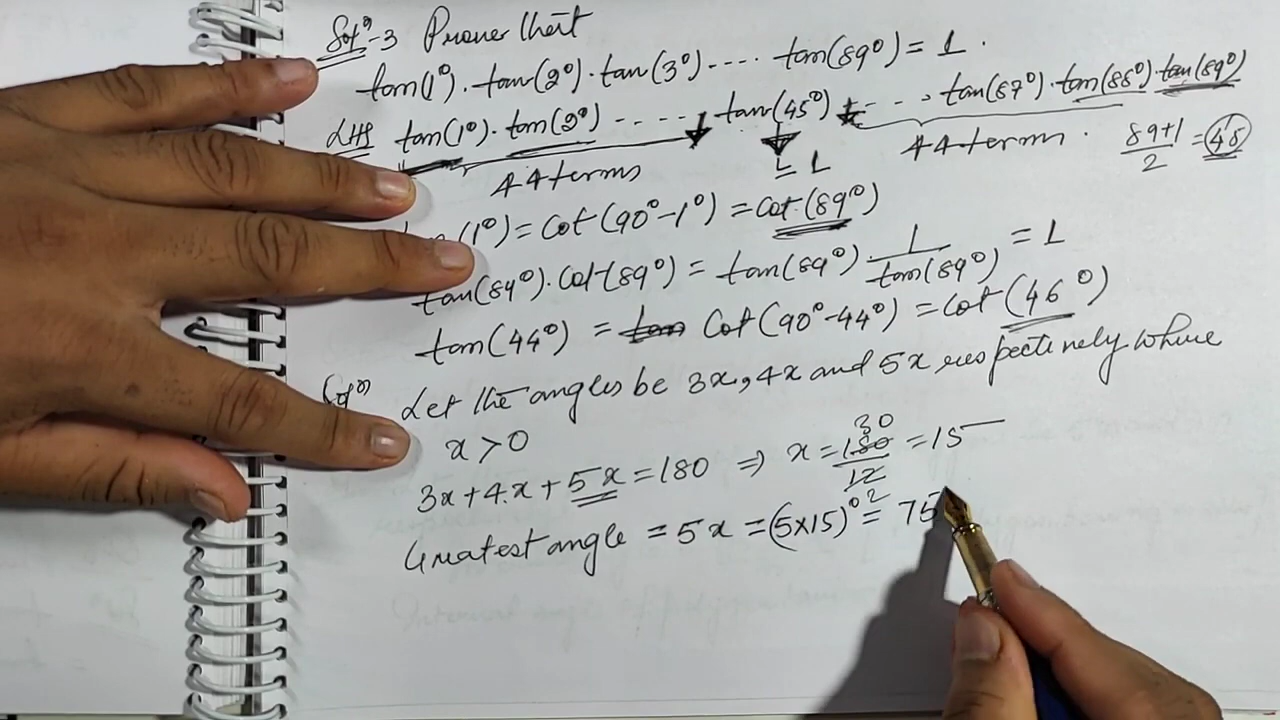 Sol⁰-3 Prove that
tan(1°).tan(2°).tan(3°)---- tan(89°) = 1.
LHS tan(1°).tan(2°)----- tan(45°) ---- tan(87°).tan(88°).tan(89°)
44 terms = 1 44 terms. 89+1/2 = 45
(1°) = cot(90°-1°) = cot(89°)
tan(89°).cot(89°) = tan(89°) 1/tan(89°) = 1
tan(44°) = cot(90°-44°) = cot(46°)
Let the angles be 3x, 4x and 5x respectively where
x > 0
3x+4x+5x = 180 ⇒ x = 180/12 = 15
30
2
Greatest angle = 5x = (5×15)° = 75